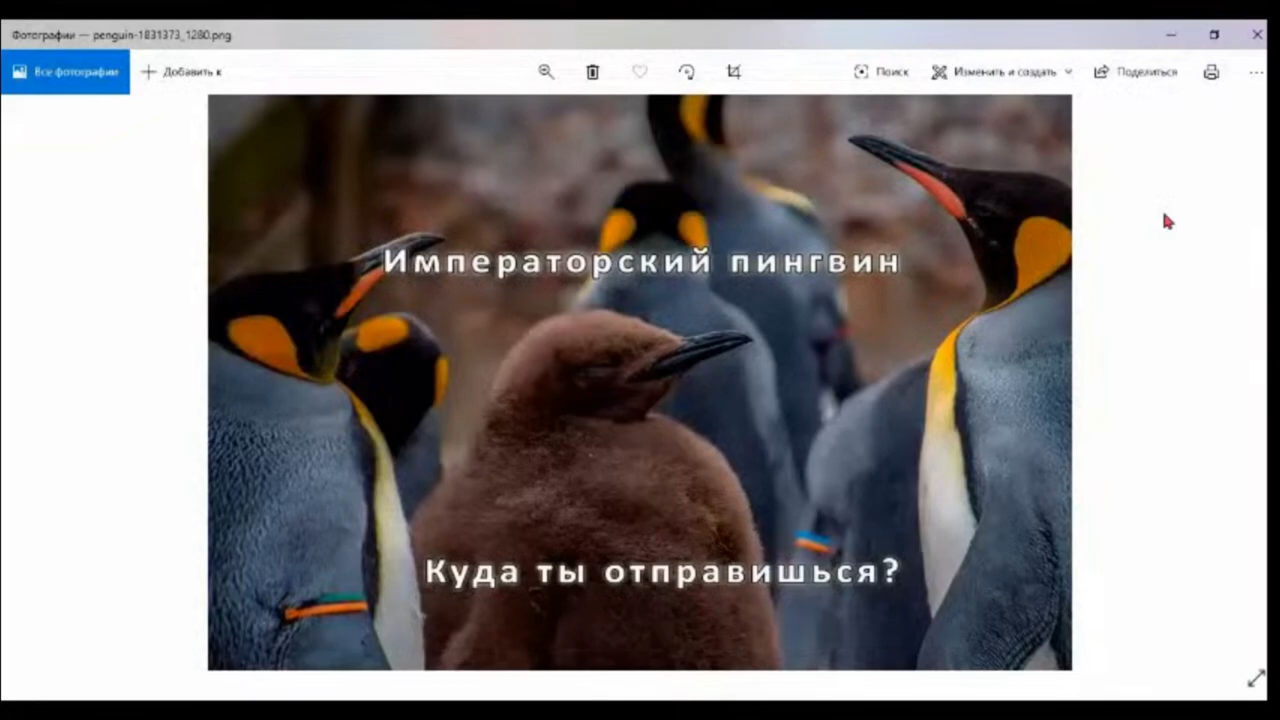 Фотографии — penguin-1831373_1280.png
Все фотографии
Добавить к
Поиск
Изменить и создать
Поделиться
Императорский пингвин
Куда ты отправишься?